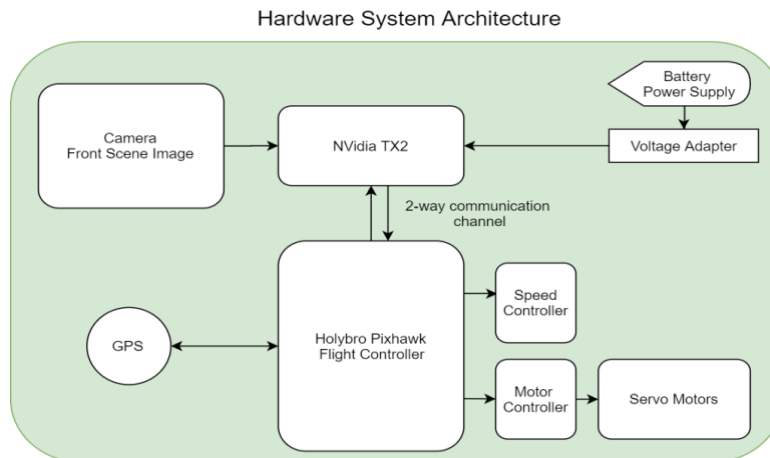 Hardware System Architecture
Battery
Power Supply
Camera
Front Scene Image
NVidia TX2
Voltage Adapter
2-way communication
channel
Speed
Controller
GPS
Holybro Pixhawk
Flight Controller
Motor
Controller
Servo Motors